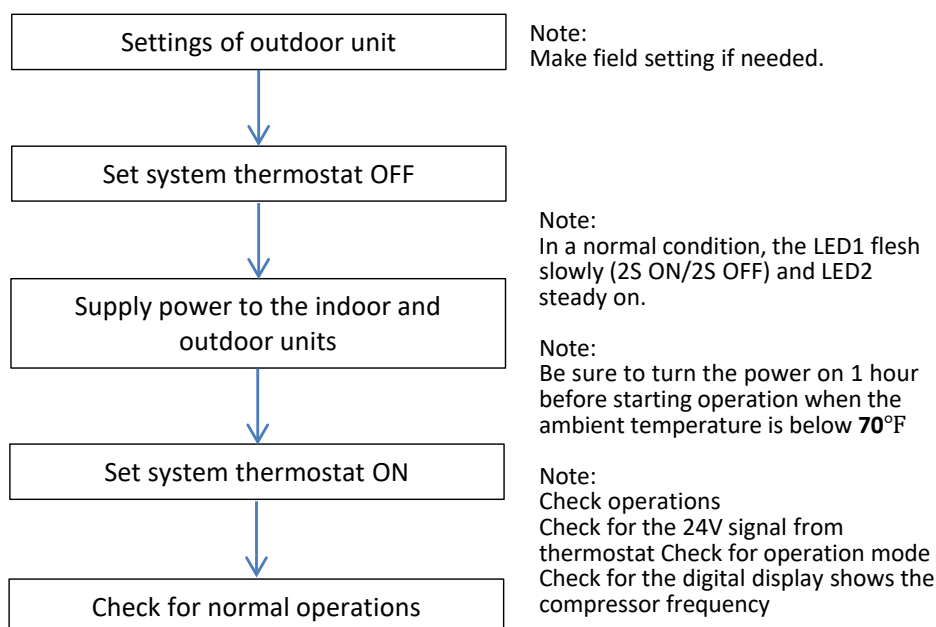 Settings of outdoor unit
Note:
Make field setting if needed.
Set system thermostat OFF
Note:
In a normal condition, the LED1 flesh
slowly (2S ON/2S OFF) and LED2
steady on.
Supply power to the indoor and
outdoor units
Note:
Be sure to turn the power on 1 hour
before starting operation when the
ambient temperature is below 70°F
Set system thermostat ON
Note:
Check operations
Check for the 24V signal from
thermostat Check for operation mode
Check for the digital display shows the
compressor frequency
Check for normal operations